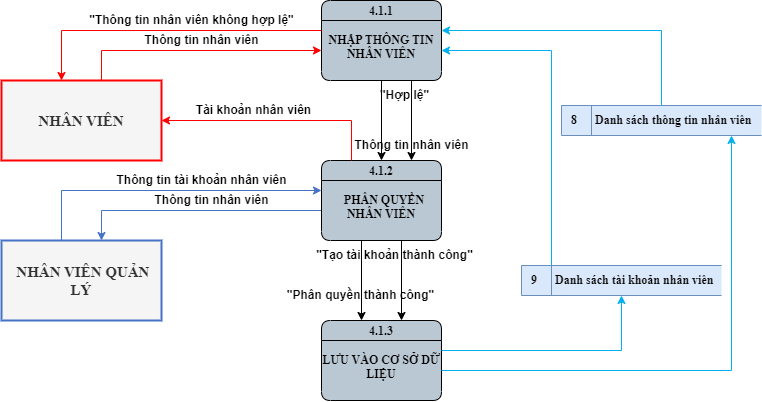 4.1.1
"Thông tin nhân viên không hợp lệ"
Thông tin nhân viên
NHẬP THÔNG TIN
NHÂN VIÊN
"Hợp lệ"
Tài khoản nhân viên
NHÂN VIÊN
8 Danh sách thông tin nhân viên
Thông tin nhân viên
4.1.2
Thông tin tài khoản nhân viên
Thông tin nhân viên
PHÂN QUYỀN
NHÂN VIÊN
"Tạo tài khoản thành công"
NHÂN VIÊN QUẢN
LÝ
9 Danh sách tài khoản nhân viên
"Phân quyền thành công"
4.1.3
LƯU VÀO CƠ SỞ DỮ
LIỆU